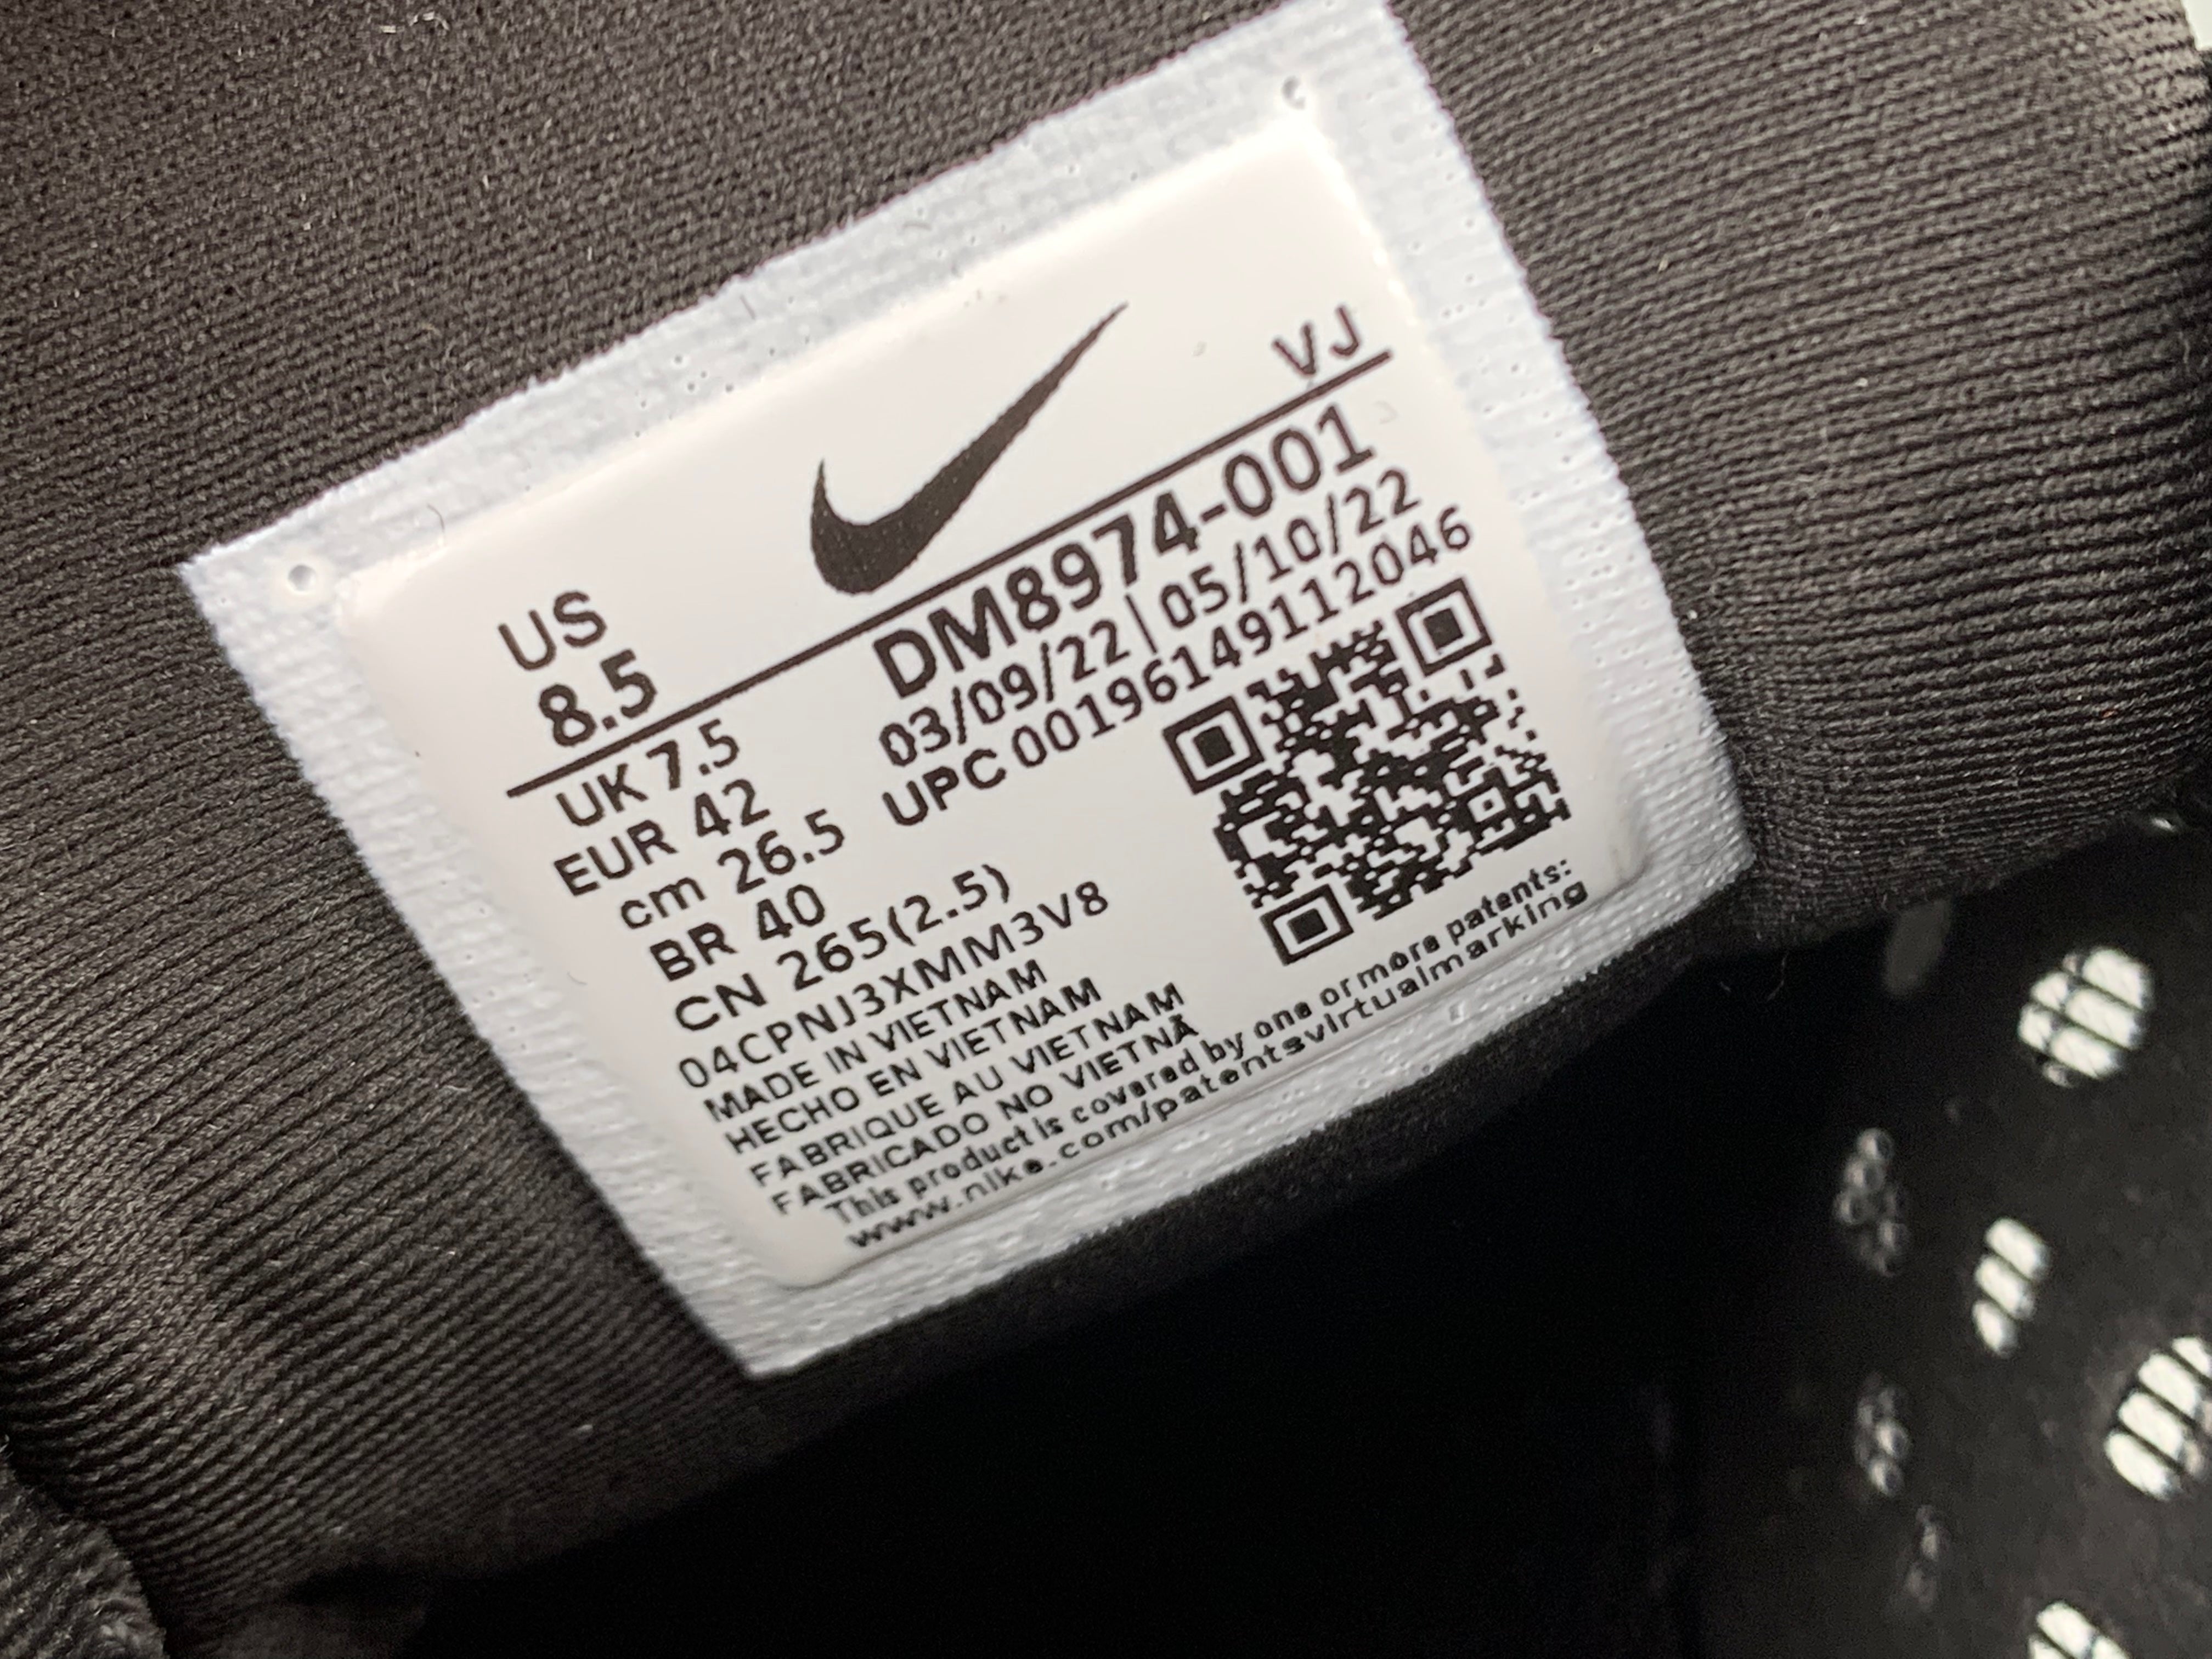 VJ
US
8.5
DM8974-001
03/09/22 | 05/10/22
UPC 00196149112046
UK 7.5
EUR 42
cm 26.5
BR 40
CN 265(2.5)
04CPNJ3XMM3V8
MADE IN VIETNAM
HECHO EN VIETNAM
FABRIQUE AU VIETNAM
FABRICADO NO VIETNÃ
This product is covered by one or more patents:
www.nike.com/patentsvirtualmarking